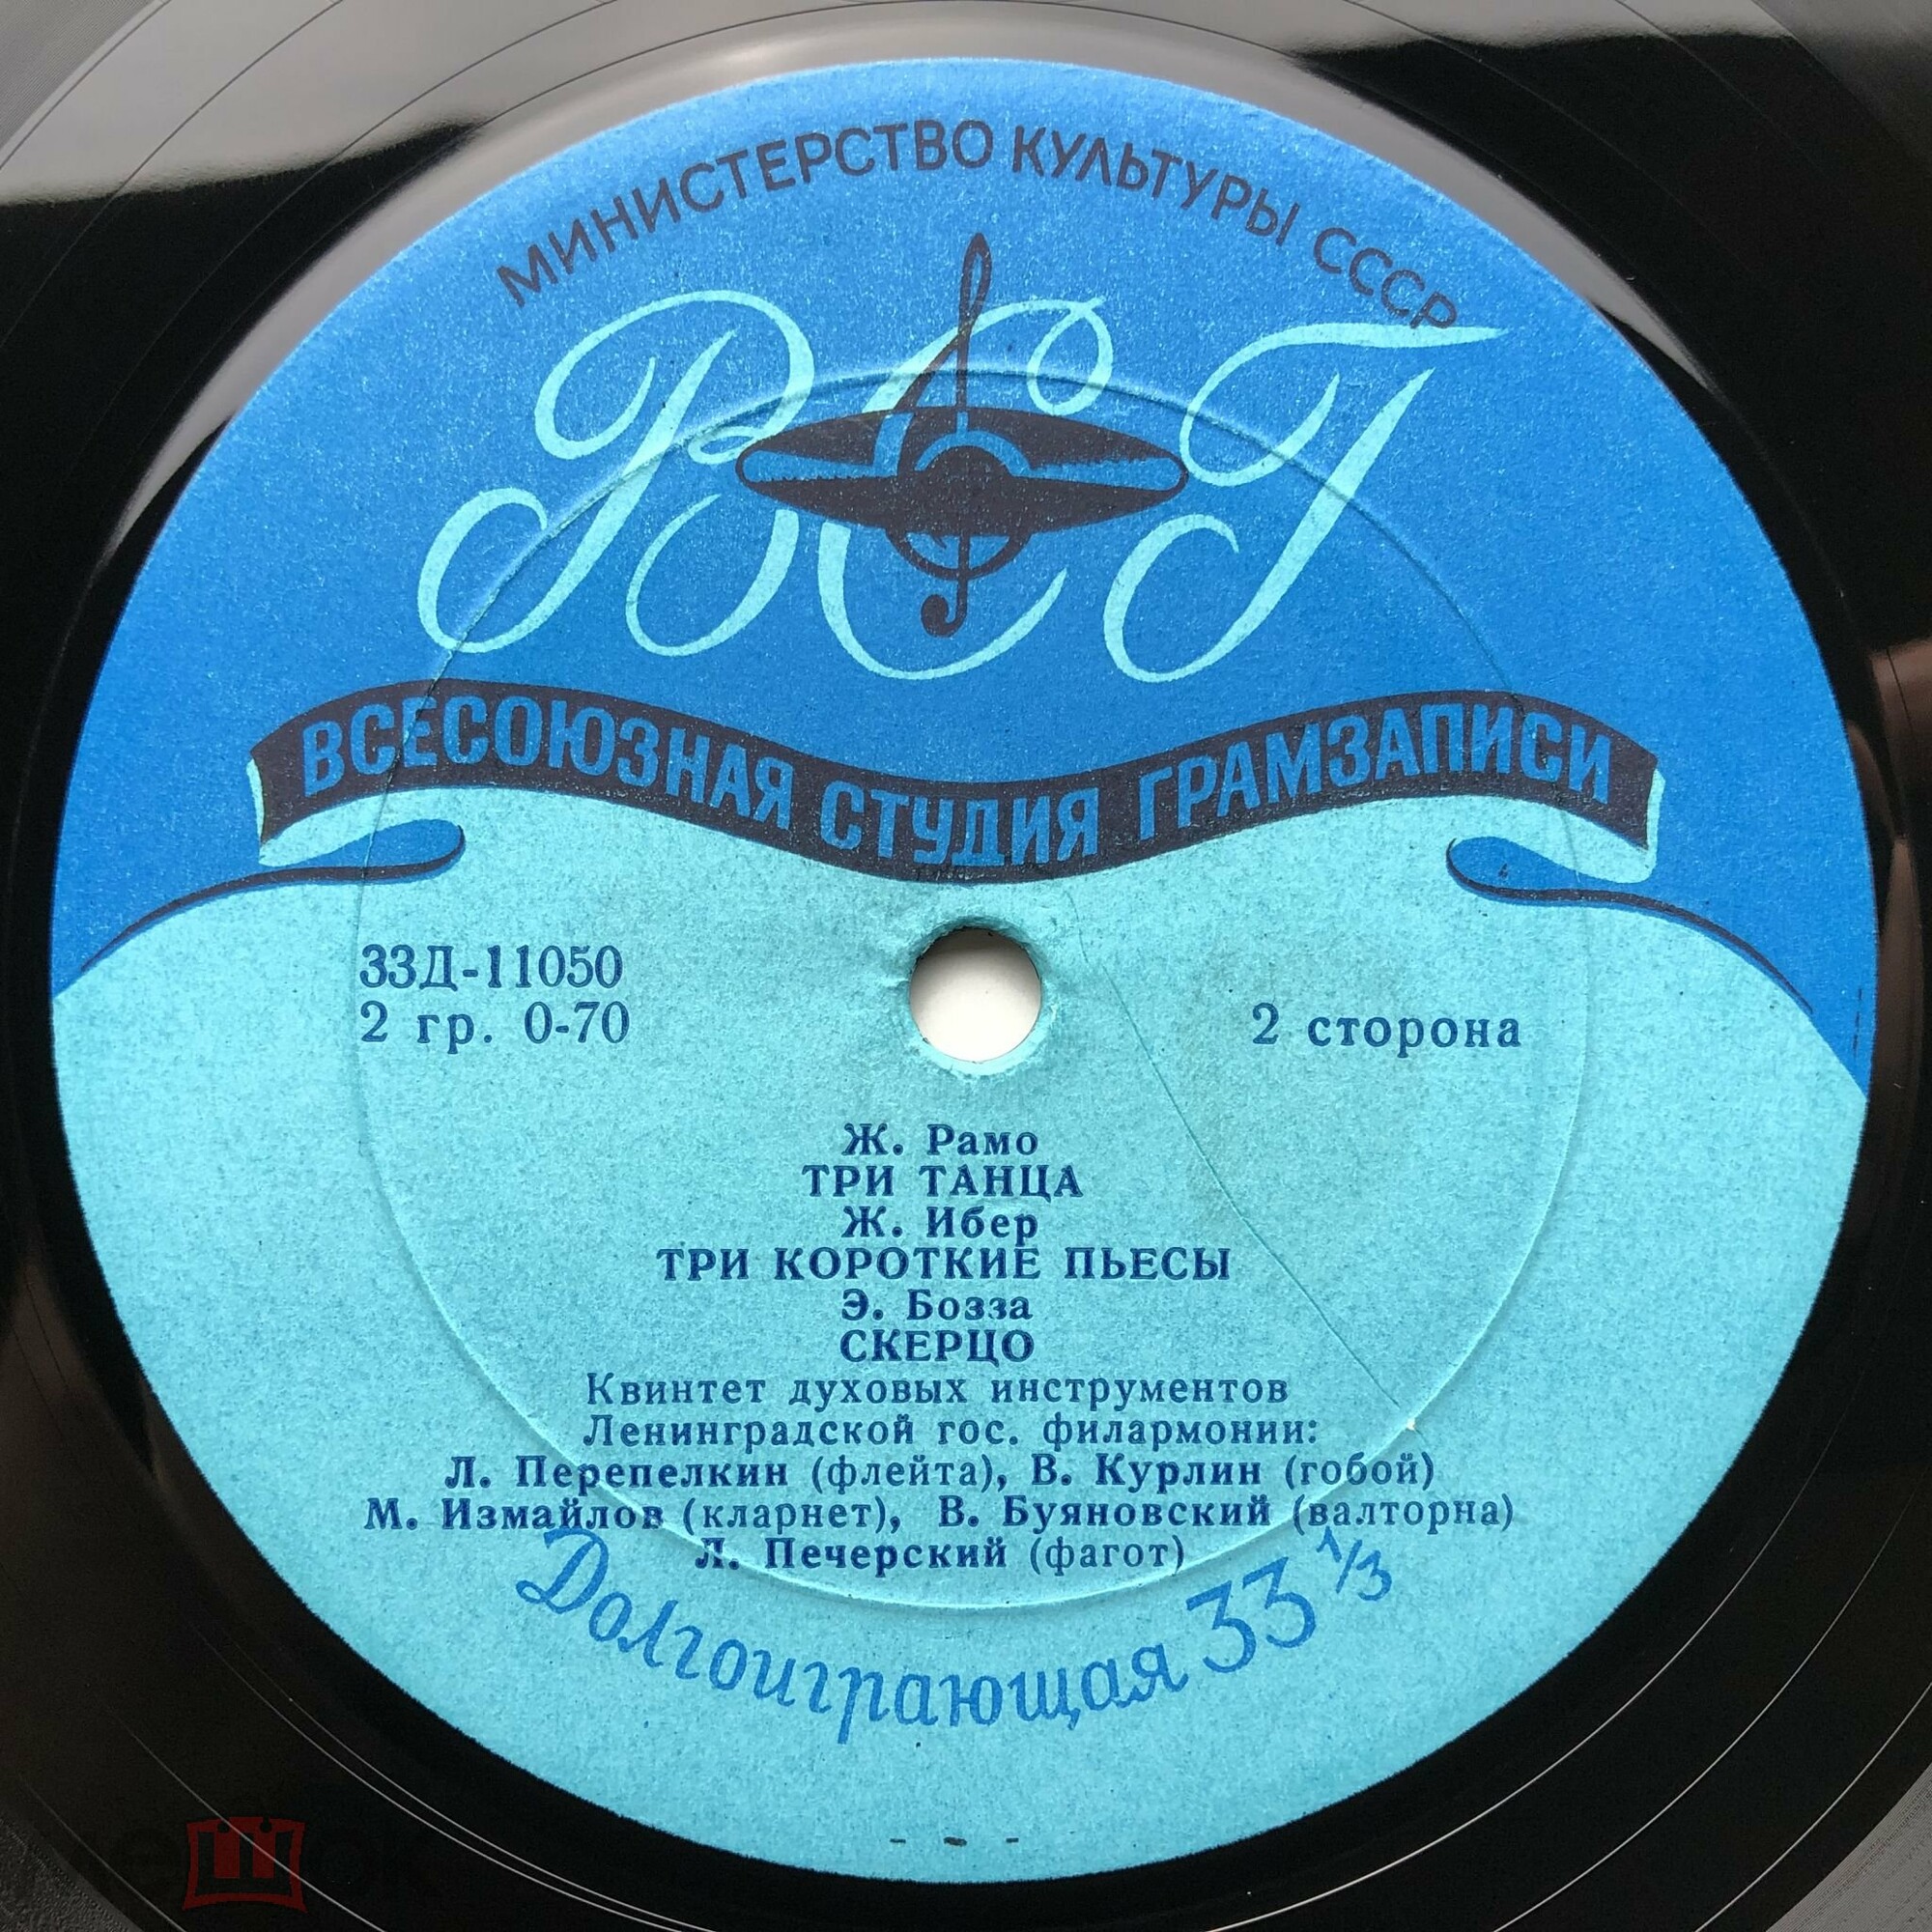 МИНИСТЕРСТВО КУЛЬТУРЫ СССР
ВСГ
ВСЕСОЮЗНАЯ СТУДИЯ ГРАМЗАПИСИ
33Д-11050
2 гр. 0-70
2 сторона
Ж. Рамо
ТРИ ТАНЦА
Ж. Ибер
ТРИ КОРОТКИЕ ПЬЕСЫ
Э. Бозза
СКЕРЦО
Квинтет духовых инструментов
Ленинградской гос. филармонии:
Л. Перепелкин (флейта), В. Курлин (гобой)
М. Измайлов (кларнет), В. Буяновский (валторна)
Л. Печерский (фагот)
Долгоиграющая 33 1/3